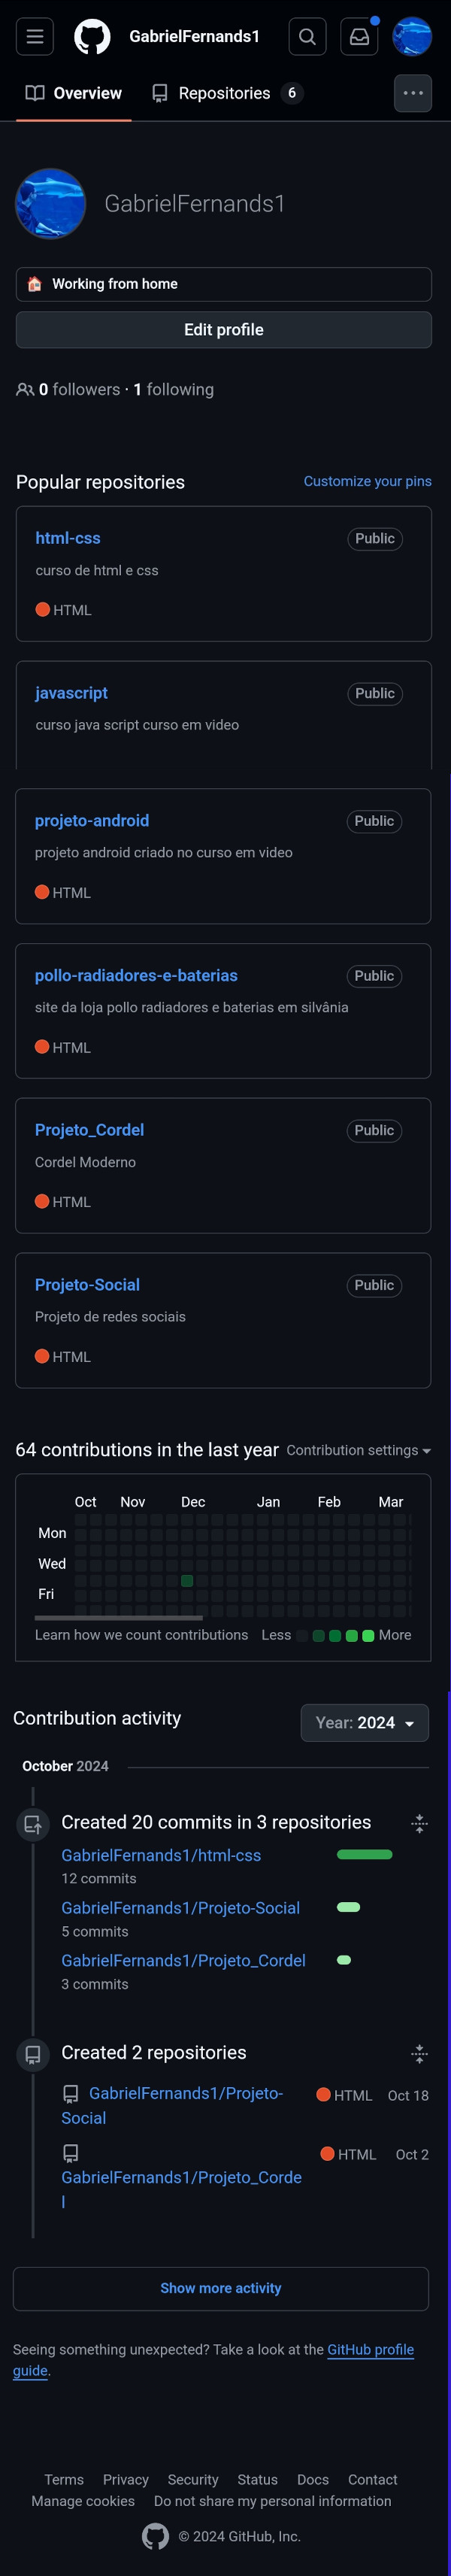 GabrielFernands1
Overview
Repositories 6
GabrielFernands1
Working from home
Edit profile
0 followers · 1 following
Popular repositories
Customize your pins
html-css
Public
curso de html e css
HTML
javascript
Public
curso java script curso em video
projeto-android
Public
projeto android criado no curso em video
HTML
pollo-radiadores-e-baterias
Public
site da loja pollo radiadores e baterias em silvânia
HTML
Projeto_Cordel
Public
Cordel Moderno
HTML
Projeto-Social
Public
Projeto de redes sociais
HTML
64 contributions in the last year
Contribution settings
Oct Nov Dec Jan Feb Mar
Mon
Wed
Fri
Learn how we count contributions
Less
More
Contribution activity
Year: 2024
October 2024
Created 20 commits in 3 repositories
GabrielFernands1/html-css
12 commits
GabrielFernands1/Projeto-Social
5 commits
GabrielFernands1/Projeto_Cordel
3 commits
Created 2 repositories
GabrielFernands1/Projeto-
Social
HTML Oct 18
HTML Oct 2
GabrielFernands1/Projeto_Corde
l
Show more activity
Seeing something unexpected? Take a look at the GitHub profile
guide.
Terms Privacy Security Status Docs Contact
Manage cookies Do not share my personal information
© 2024 GitHub, Inc.